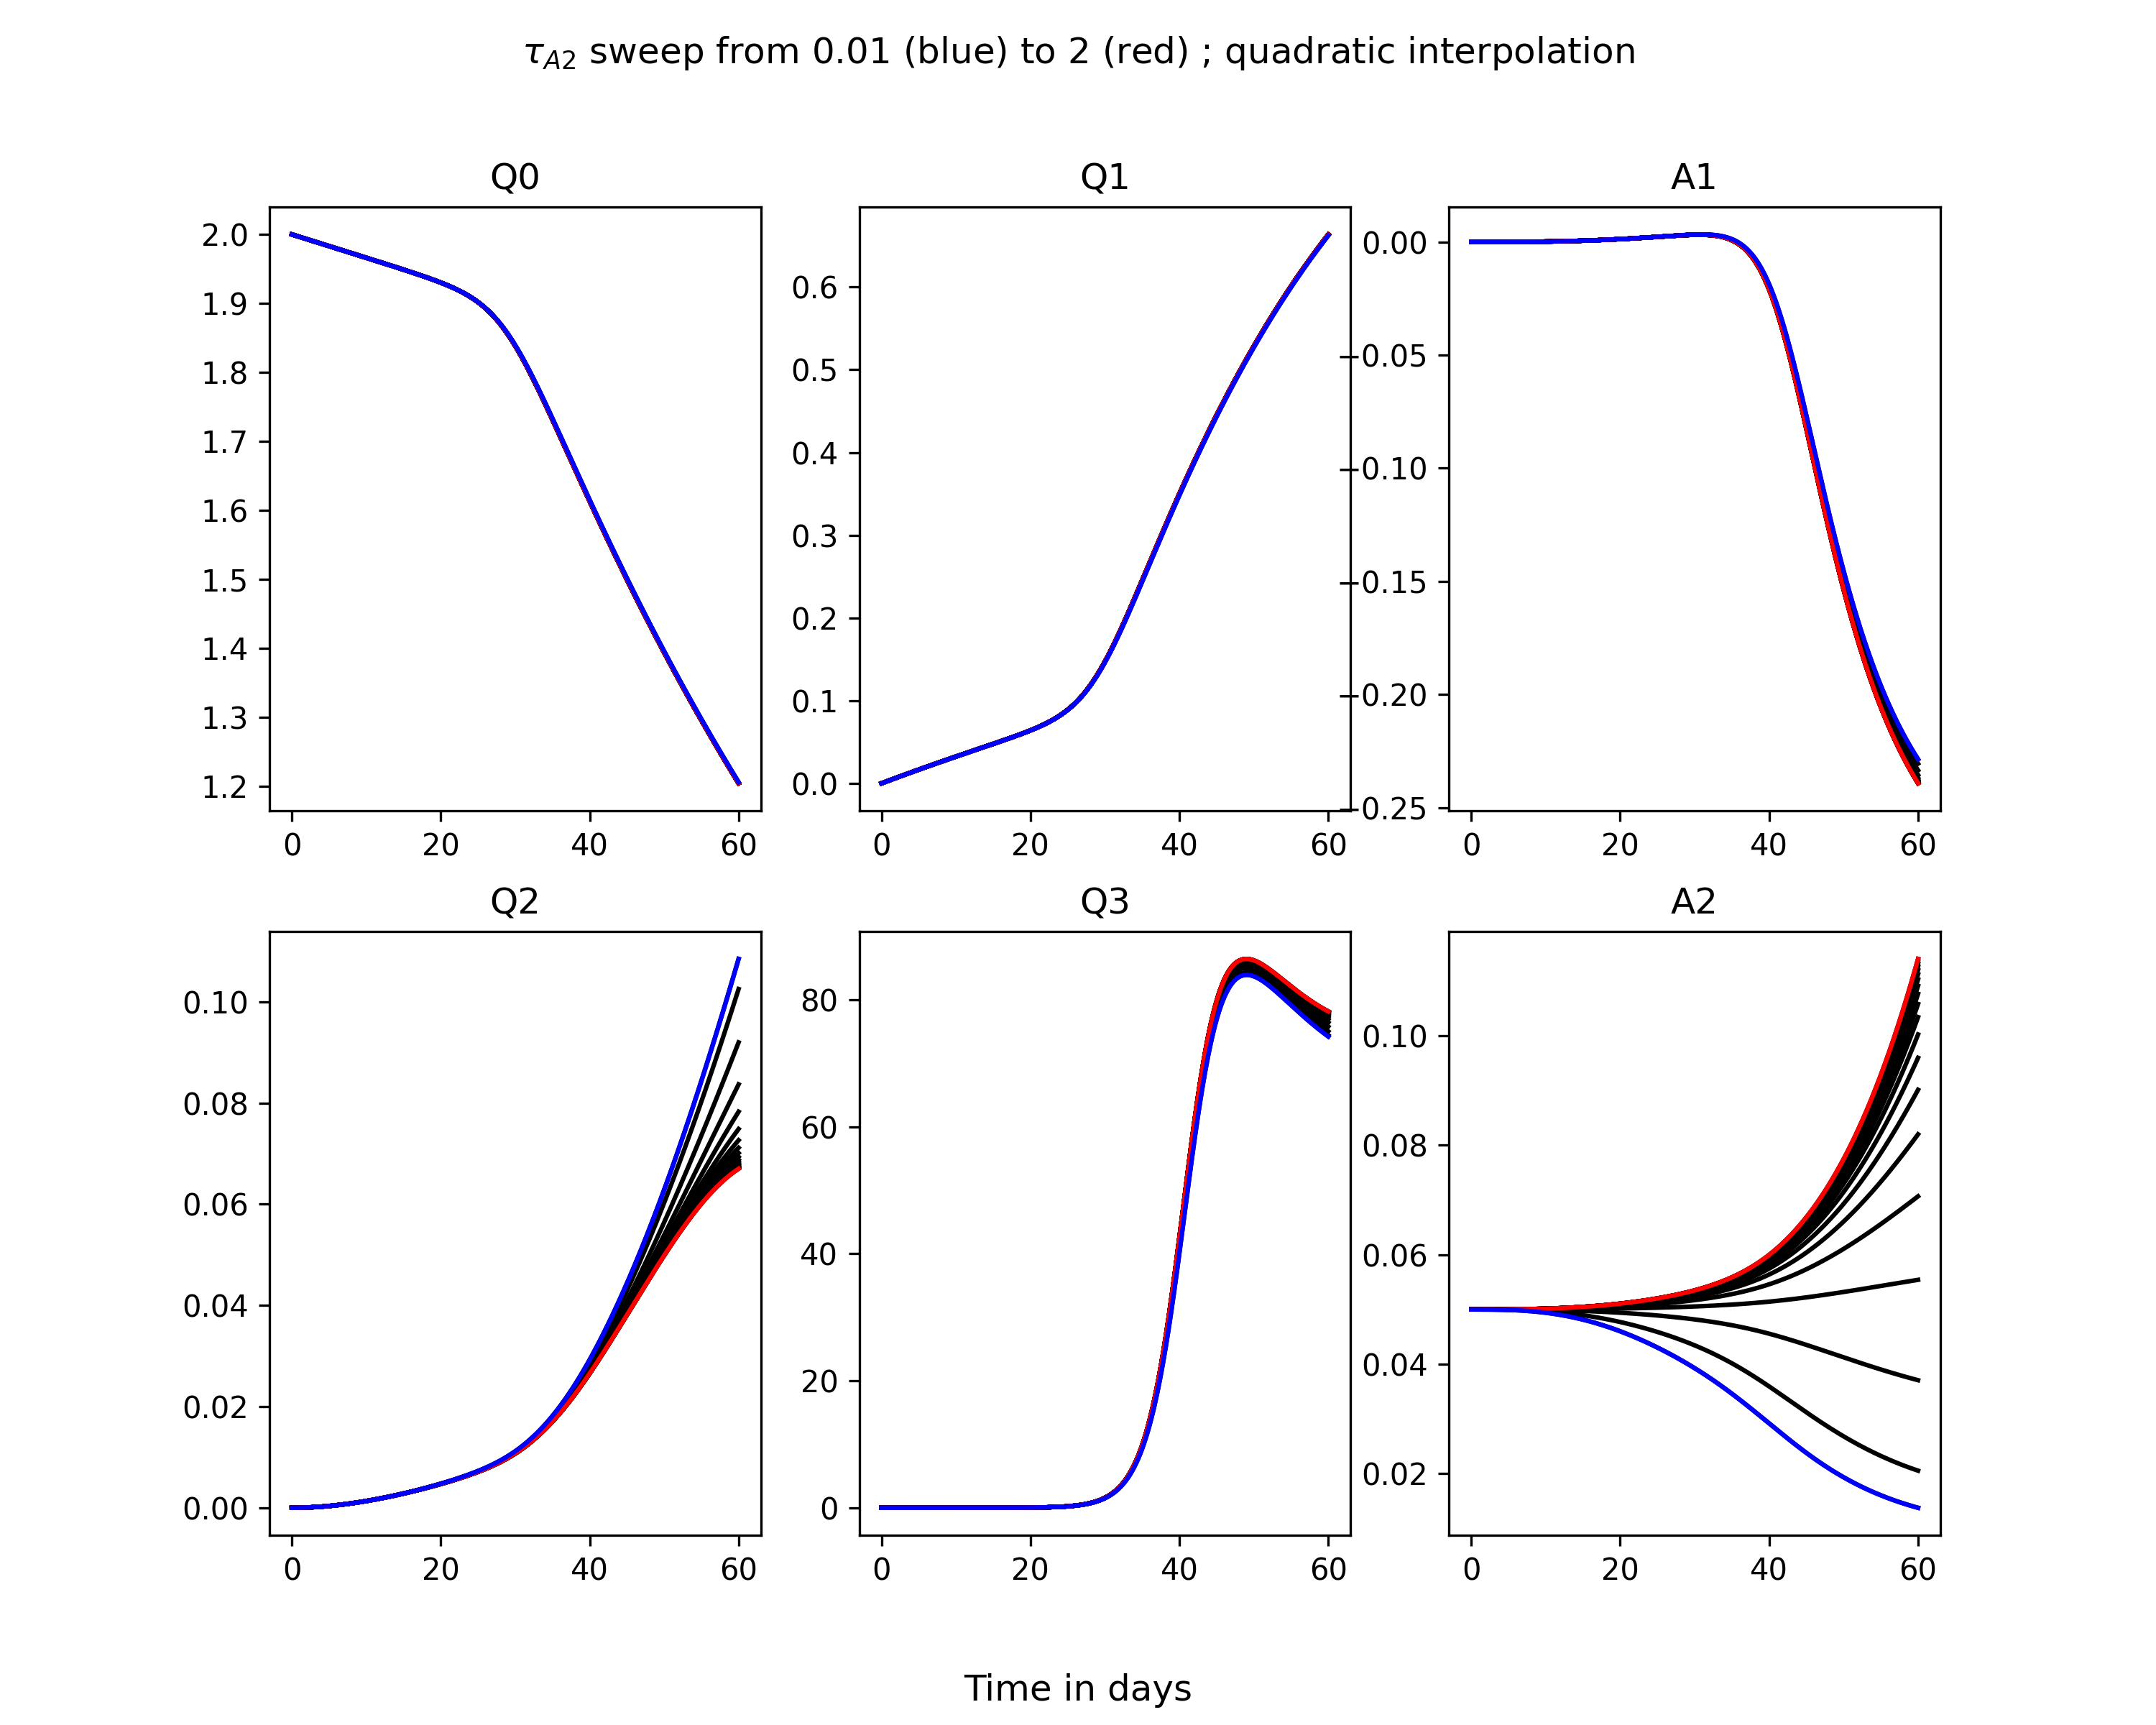 τA2 sweep from 0.01 (blue) to 2 (red) ; quadratic interpolation
Q0
Q1
A1
2.0
1.9
1.8
1.7
1.6
1.5
1.4
1.3
1.2
0 20 40 60
0.6
0.5
0.4
0.3
0.2
0.1
0.0
0 20 40 60
0.00
−0.05
−0.10
−0.15
−0.20
−0.25
0 20 40 60
Q2
Q3
A2
0.10
0.08
0.06
0.04
0.02
0.00
0 20 40 60
80
60
40
20
0
0 20 40 60
0.10
0.08
0.06
0.04
0.02
0 20 40 60
Time in days